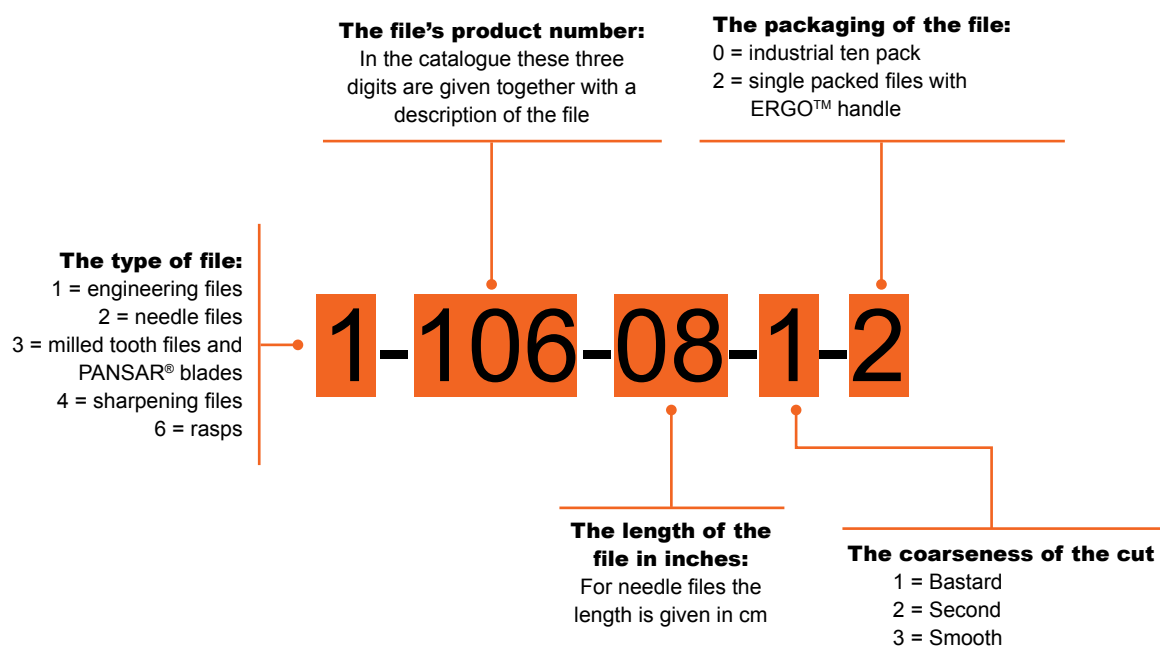 The file's product number:
In the catalogue these three
digits are given together with a
description of the file
The packaging of the file:
0 = industrial ten pack
2 = single packed files with
ERGO™ handle
The type of file:
1 = engineering files
2 = needle files
3 = milled tooth files and
PANSAR® blades
4 = sharpening files
6 = rasps
1-106-08-1-2
The length of the
file in inches:
For needle files the
length is given in cm
The coarseness of the cut
1 = Bastard
2 = Second
3 = Smooth